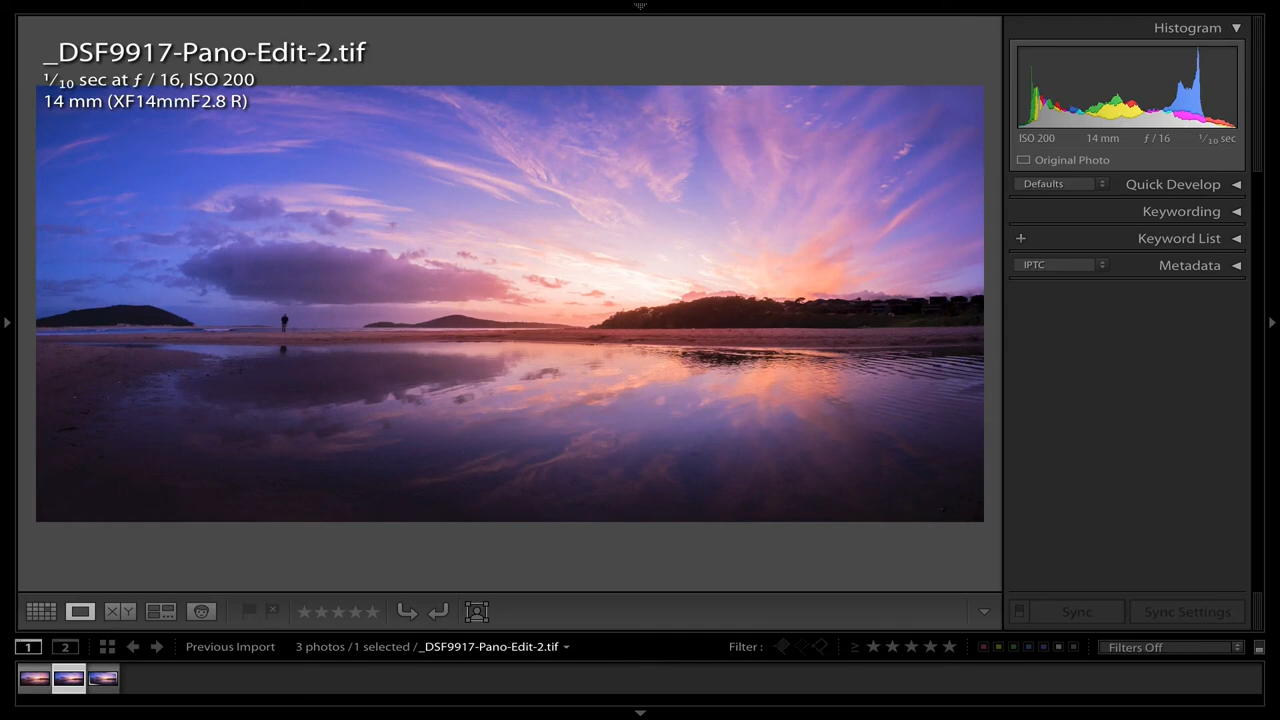 _DSF9917-Pano-Edit-2.tif
1/10 sec at ƒ / 16, ISO 200
14 mm (XF14mmF2.8 R)
Histogram
ISO 200 14 mm ƒ / 16 1/10 sec
Original Photo
Defaults Quick Develop
Keywording
+ Keyword List
IPTC Metadata
X Y
Sync Sync Settings
1 2 Previous Import 3 photos / 1 selected / _DSF9917-Pano-Edit-2.tif Filter : ≥ Filters Off